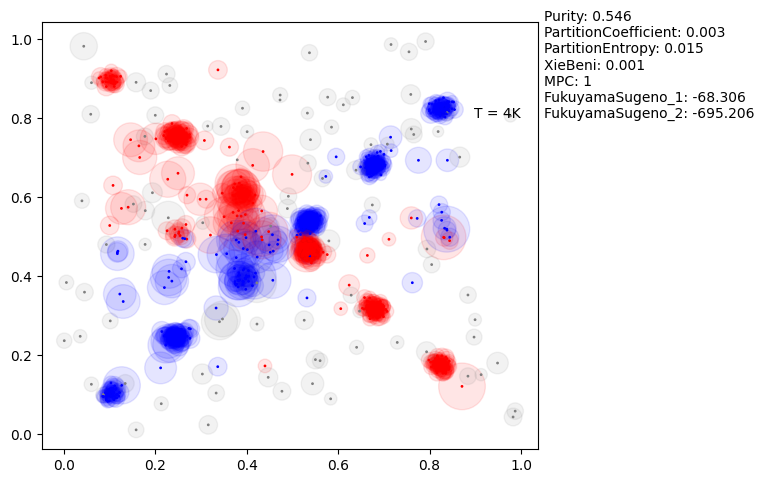 Purity: 0.546
PartitionCoefficient: 0.003
PartitionEntropy: 0.015
XieBeni: 0.001
MPC: 1
FukuyamaSugeno_1: -68.306
FukuyamaSugeno_2: -695.206
T = 4K
1.0
0.8
0.6
0.4
0.2
0.0
0.0 0.2 0.4 0.6 0.8 1.0